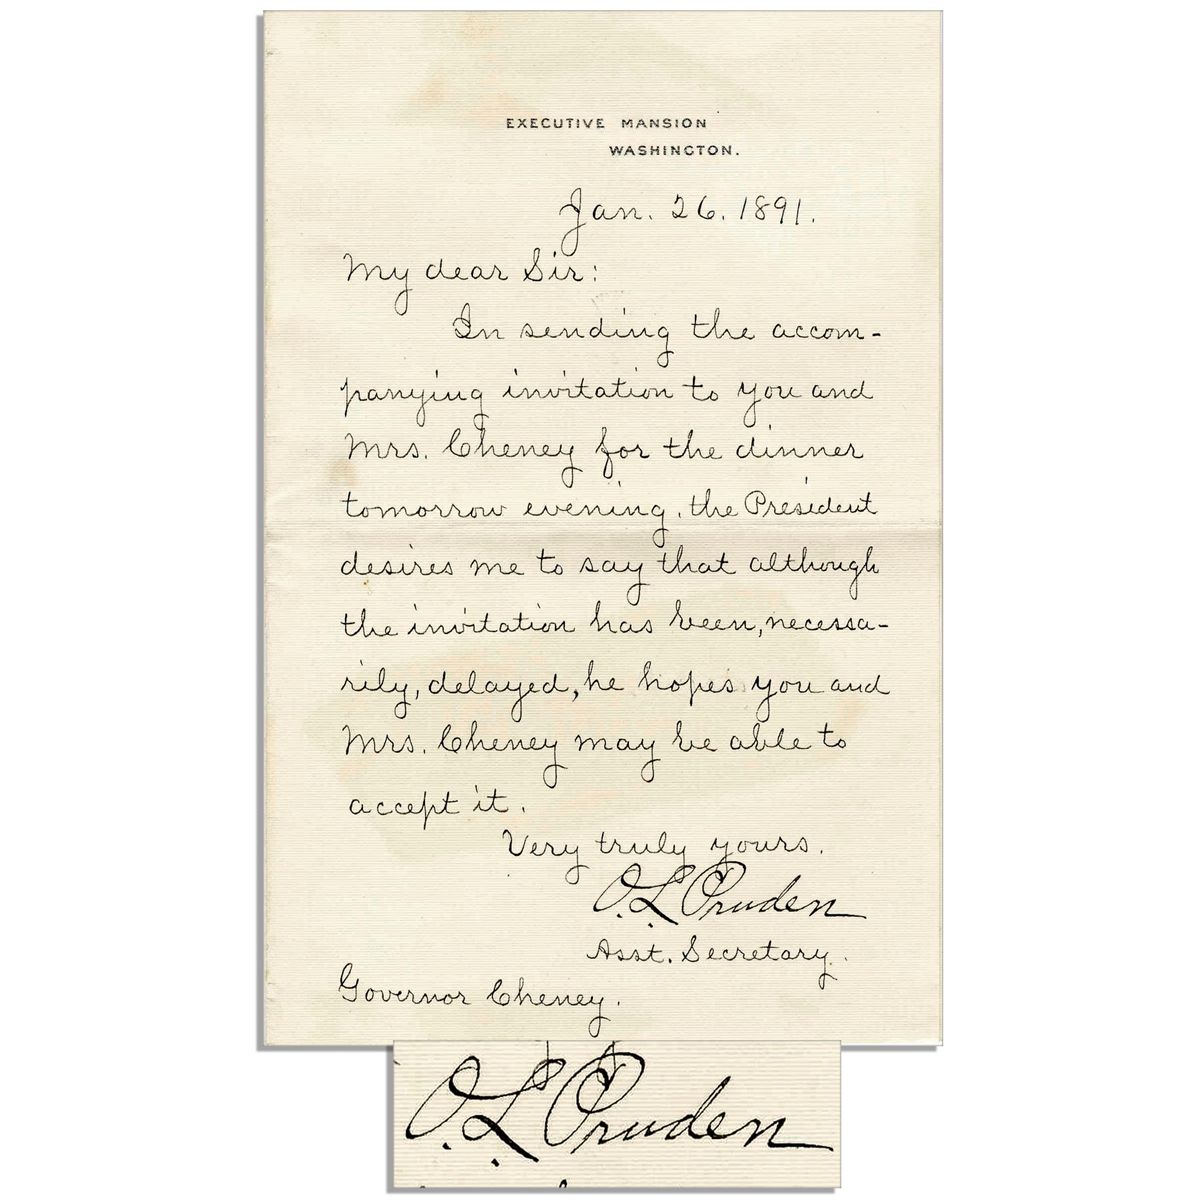 EXECUTIVE MANSION
WASHINGTON.
Jan. 26. 1891.
My dear Sir:
In sending the accom-
panying invitation to you and
Mrs. Cheney for the dinner
tomorrow evening, the President
desires me to say that although
the invitation has been, necessa-
rily, delayed, he hopes you and
Mrs. Cheney may be able to
accept it.
Very truly yours.
O. L. Pruden
Asst. Secretary.
Governor Cheney.
O. L. Pruden